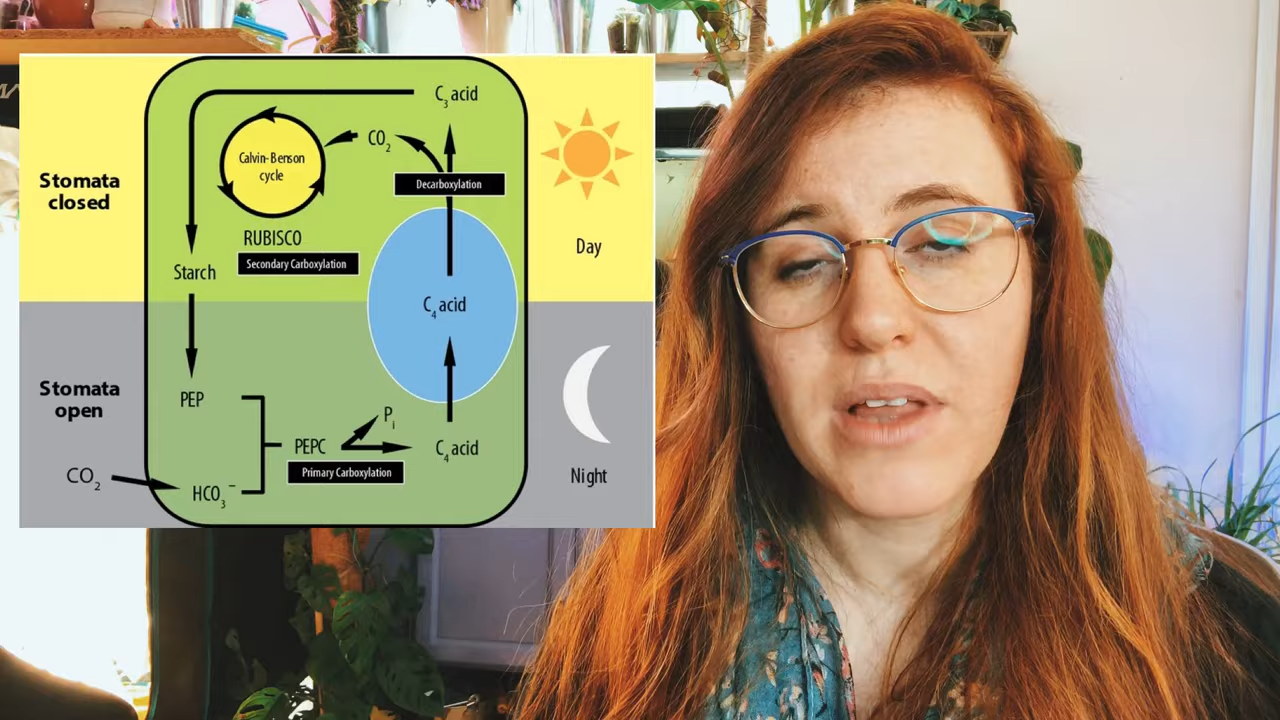 C3 acid
CO2
Calvin- Benson
cycle
Decarboxylation
Stomata
closed
RUBISCO
Secondary Carboxylation
Day
Starch
C4 acid
Stomata
open
PEP
Pi
PEPC
C4 acid
Primary Carboxylation
CO2
HCO3−
Night